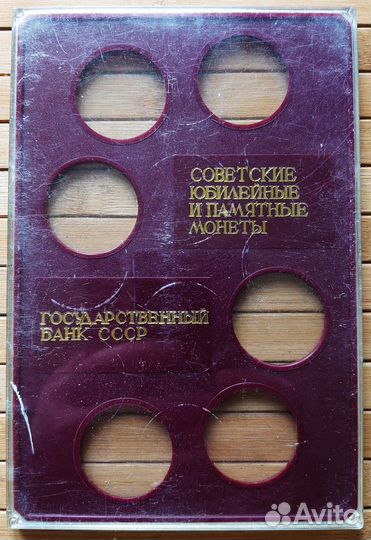 СОВЕТСКИЕ
ЮБИЛЕЙНЫЕ
И ПАМЯТНЫЕ
МОНЕТЫ
ГОСУДАРСТВЕННЫЙ
БАНК СССР
Avito